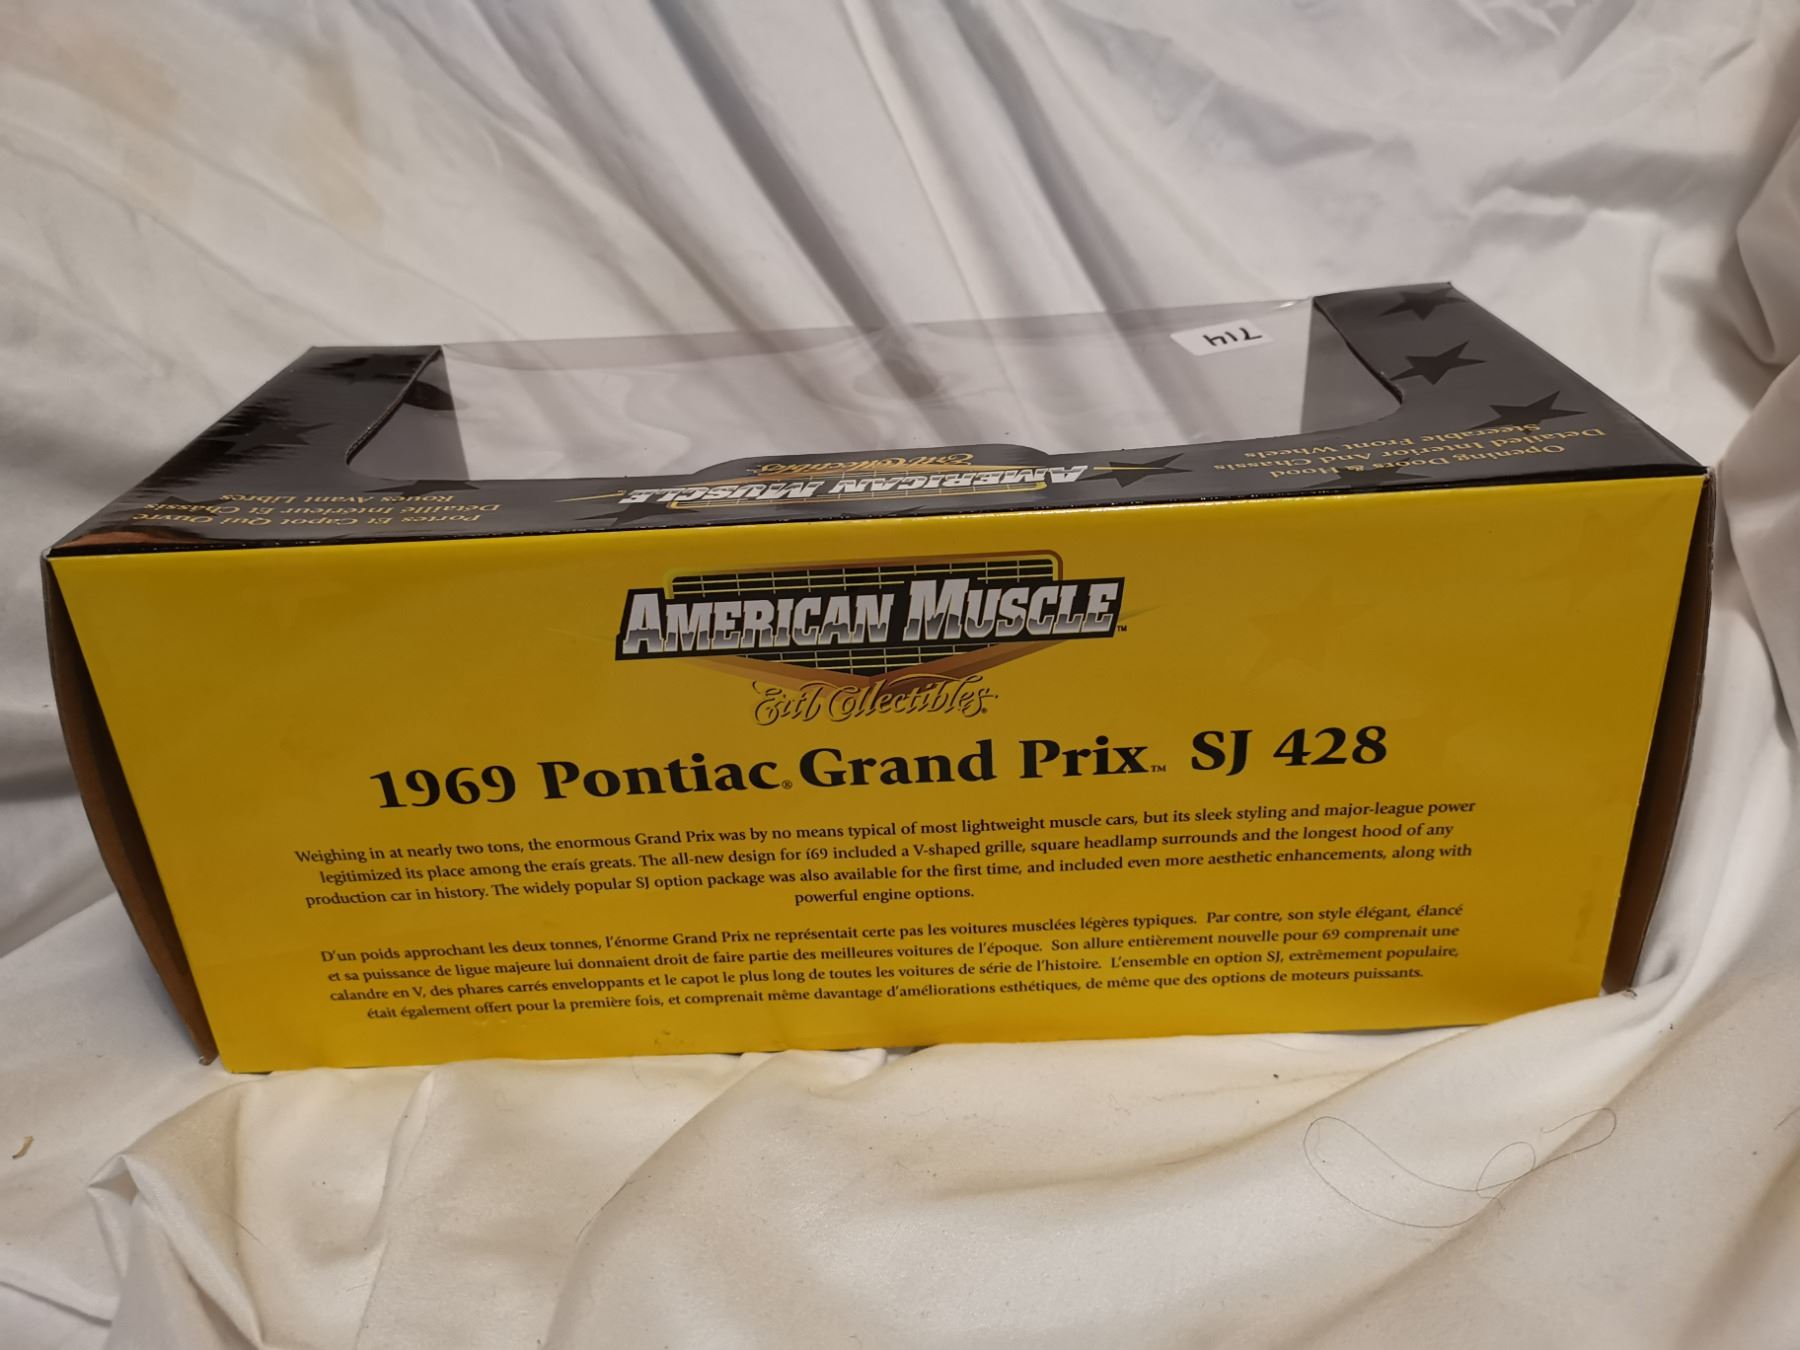 714
Opening Doors & Hood
Detailed Interior And Chassis
Steerable Front Wheels
Portes Et Capot Qui Ouvre
Détaillé Intérieur Et Châssis
Roues Avant Libres
Ertl Collectibles
AMERICAN MUSCLE
AMERICAN MUSCLE™
Ertl Collectibles®
1969 Pontiac® Grand Prix™ SJ 428
Weighing in at nearly two tons, the enormous Grand Prix was by no means typical of most lightweight muscle cars, but its sleek styling and major-league power
legitimized its place among the eraís greats. The all-new design for í69 included a V-shaped grille, square headlamp surrounds and the longest hood of any
production car in history. The widely popular SJ option package was also available for the first time, and included even more aesthetic enhancements, along with
powerful engine options.
D'un poids approchant les deux tonnes, l'énorme Grand Prix ne représentait certe pas les voitures musclées légères typiques. Par contre, son style élégant, élancé
et sa puissance de ligue majeure lui donnaient droit de faire partie des meilleures voitures de l'époque. Son allure entièrement nouvelle pour 69 comprenait une
calandre en V, des phares carrés enveloppants et le capot le plus long de toutes les voitures de série de l'histoire. L'ensemble en option SJ, extrêmement populaire,
était également offert pour la première fois, et comprenait même davantage d'améliorations esthétiques, de même que des options de moteurs puissants.